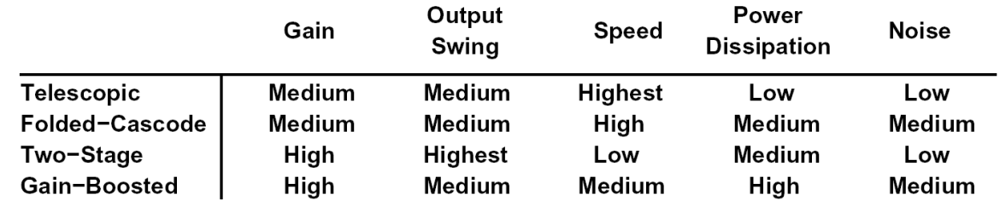 Gain Output Swing Speed Power Dissipation Noise
Telescopic Medium Medium Highest Low Low
Folded−Cascode Medium Medium High Medium Medium
Two−Stage High Highest Low Medium Low
Gain−Boosted High Medium Medium High Medium